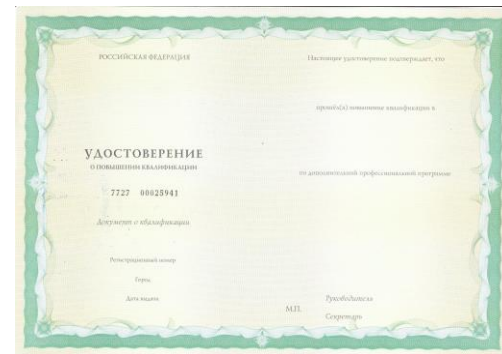 РОССИЙСКАЯ ФЕДЕРАЦИЯ
УДОСТОВЕРЕНИЕ
О ПОВЫШЕНИИ КВАЛИФИКАЦИИ
7727 00025941
Документ о квалификации
Регистрационный номер
Город
Дата выдачи
Настоящее удостоверение подтверждает, что
прошёл(а) повышение квалификации в
по дополнительной профессиональной программе
М.П.
Руководитель
Секретарь